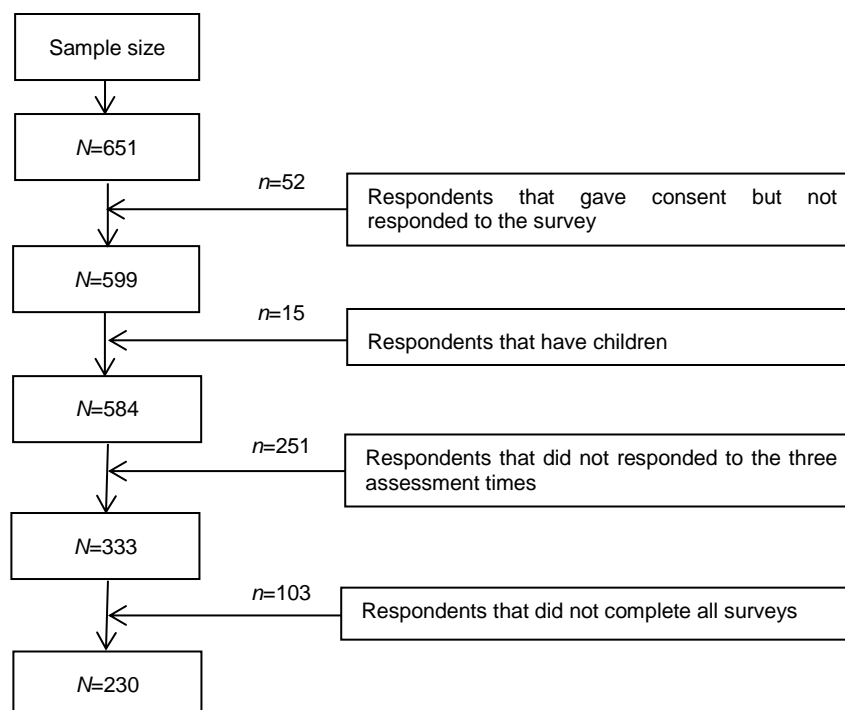 Sample size
N=651
n=52
Respondents that gave consent but not
responded to the survey
N=599
n=15
Respondents that have children
N=584
n=251
Respondents that did not responded to the three
assessment times
N=333
n=103
Respondents that did not complete all surveys
N=230